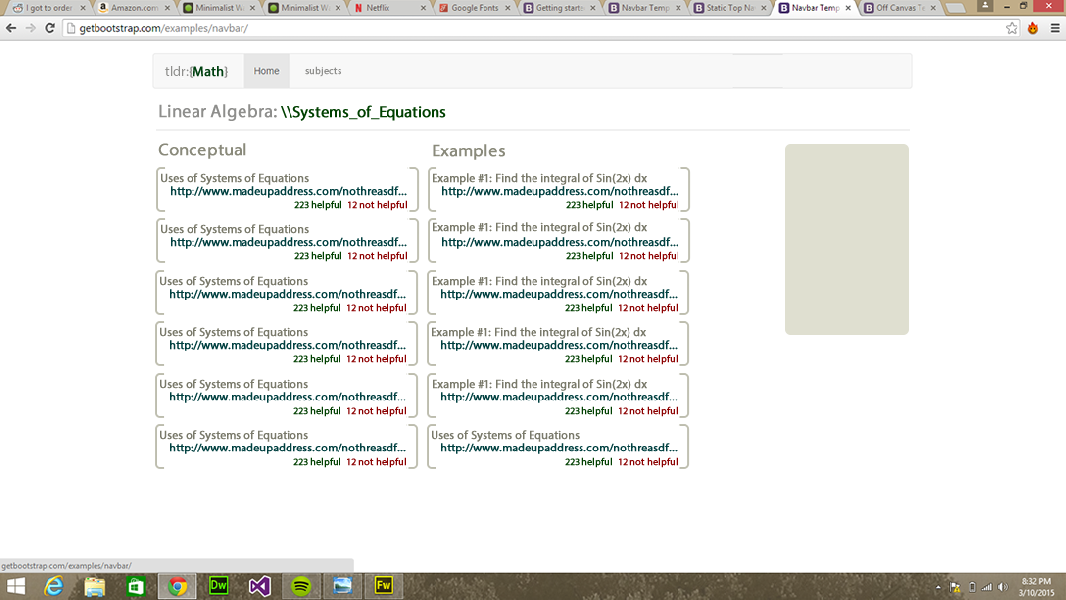 I got to order
Amazon.com
Minimalist W
Minimalist W
Netflix
Google Fonts
Getting starte
Navbar Temp
Static Top Na
Navbar Temp
Off Canvas Te
getbootstrap.com/examples/navbar/
tldr:{Math}
Home
subjects
Linear Algebra: \\Systems_of_Equations
Conceptual
Uses of Systems of Equations
http://www.madeupaddress.com/nothreasdf...
223 helpful 12 not helpful
Uses of Systems of Equations
http://www.madeupaddress.com/nothreasdf...
223 helpful 12 not helpful
Uses of Systems of Equations
http://www.madeupaddress.com/nothreasdf...
223 helpful 12 not helpful
Uses of Systems of Equations
http://www.madeupaddress.com/nothreasdf...
223 helpful 12 not helpful
Uses of Systems of Equations
http://www.madeupaddress.com/nothreasdf...
223 helpful 12 not helpful
Uses of Systems of Equations
http://www.madeupaddress.com/nothreasdf...
223 helpful 12 not helpful
Examples
Example #1: Find the integral of Sin(2x) dx
http://www.madeupaddress.com/nothreasdf...
223 helpful 12 not helpful
Example #1: Find the integral of Sin(2x) dx
http://www.madeupaddress.com/nothreasdf...
223 helpful 12 not helpful
Example #1: Find the integral of Sin(2x) dx
http://www.madeupaddress.com/nothreasdf...
223 helpful 12 not helpful
Example #1: Find the integral of Sin(2x) dx
http://www.madeupaddress.com/nothreasdf...
223 helpful 12 not helpful
Example #1: Find the integral of Sin(2x) dx
http://www.madeupaddress.com/nothreasdf...
223 helpful 12 not helpful
Uses of Systems of Equations
http://www.madeupaddress.com/nothreasdf...
223 helpful 12 not helpful
getbootstrap.com/examples/navbar/
Dw
Fw
8:32 PM
3/10/2015